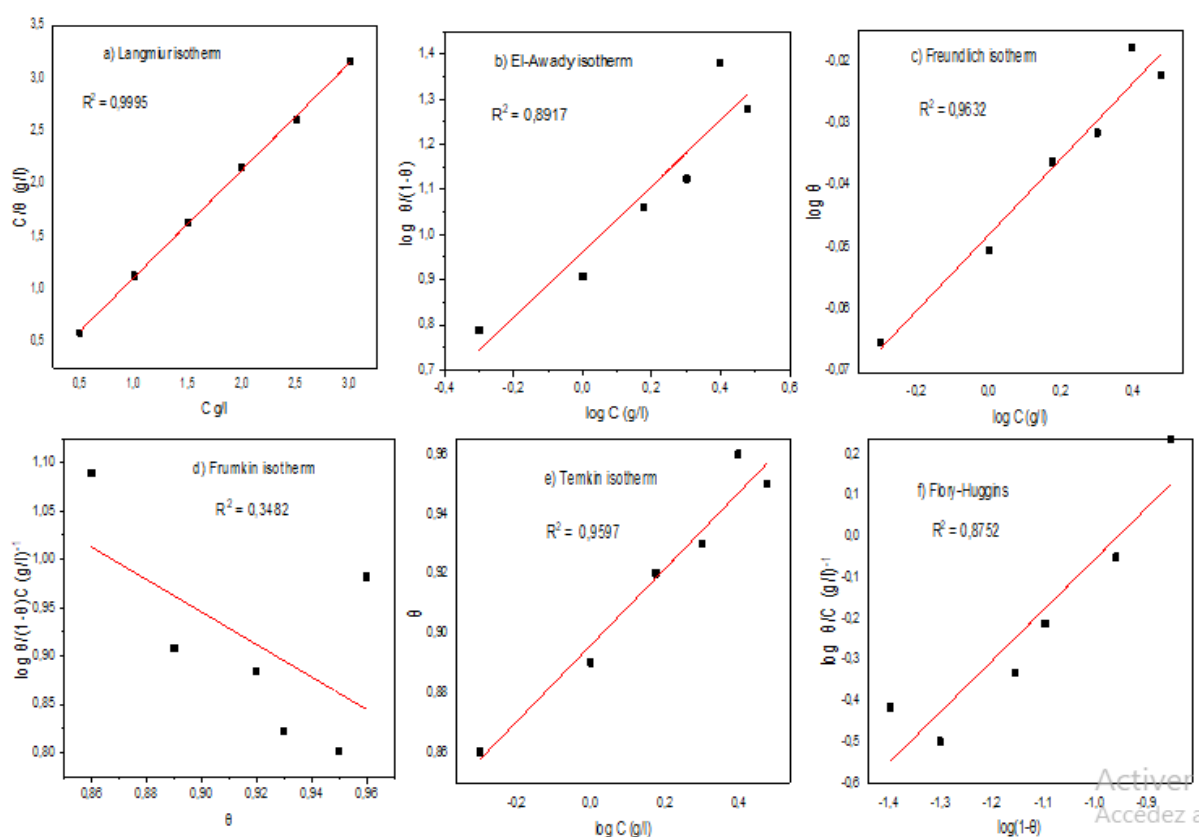 a) Langmiur isotherm
R² = 0,9995
3,5
3,0
2,5
2,0
1,5
1,0
0,5
C/θ (g/l)
0,5 1,0 1,5 2,0 2,5 3,0
C g/l
b) El-Awady isotherm
R² = 0,8917
1,4
1,3
1,2
1,1
1,0
0,9
0,8
0,7
log θ/(1-θ)
-0,4 -0,2 0,0 0,2 0,4 0,6
log C (g/l)
c) Freundlich isotherm
R² = 0,9632
-0,02
-0,03
-0,04
-0,05
-0,06
-0,07
log θ
0,0 0,4
log C (g/l)
d) Frumkin isotherm
R² = 0,3482
1,10
1,05
1,00
0,95
0,90
0,85
0,80
log θ/(1-θ)C (g/l)⁻¹
0,86 0,88 0,90 0,92 0,94 0,96
θ
e) Temkin isotherm
R² = 0,9597
0,96
0,94
0,92
0,90
0,88
0,86
θ
-0,2 0,0 0,2 0,4
log C (g/l)
f) Flory-Huggins
R² = 0,8752
0,2
0,1
0,0
-0,1
-0,2
-0,3
-0,4
-0,5
-0,6
log θ/C (g/l)⁻¹
-1,4 -1,3 -1,2 -1,1 -1,0 -0,9
log(1-θ)
Activer
Accédez a